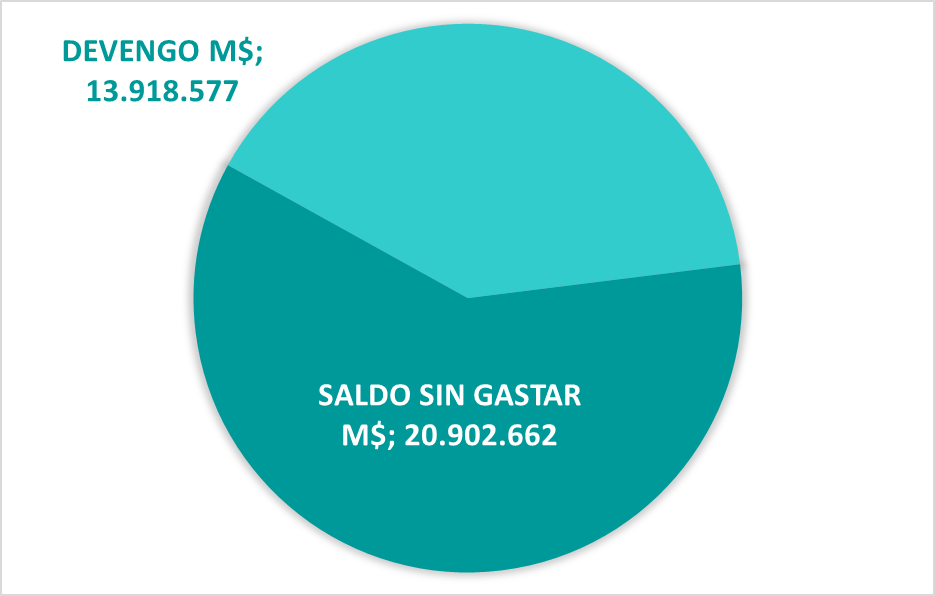 DEVENGO M$;
13.918.577
SALDO SIN GASTAR
M$; 20.902.662